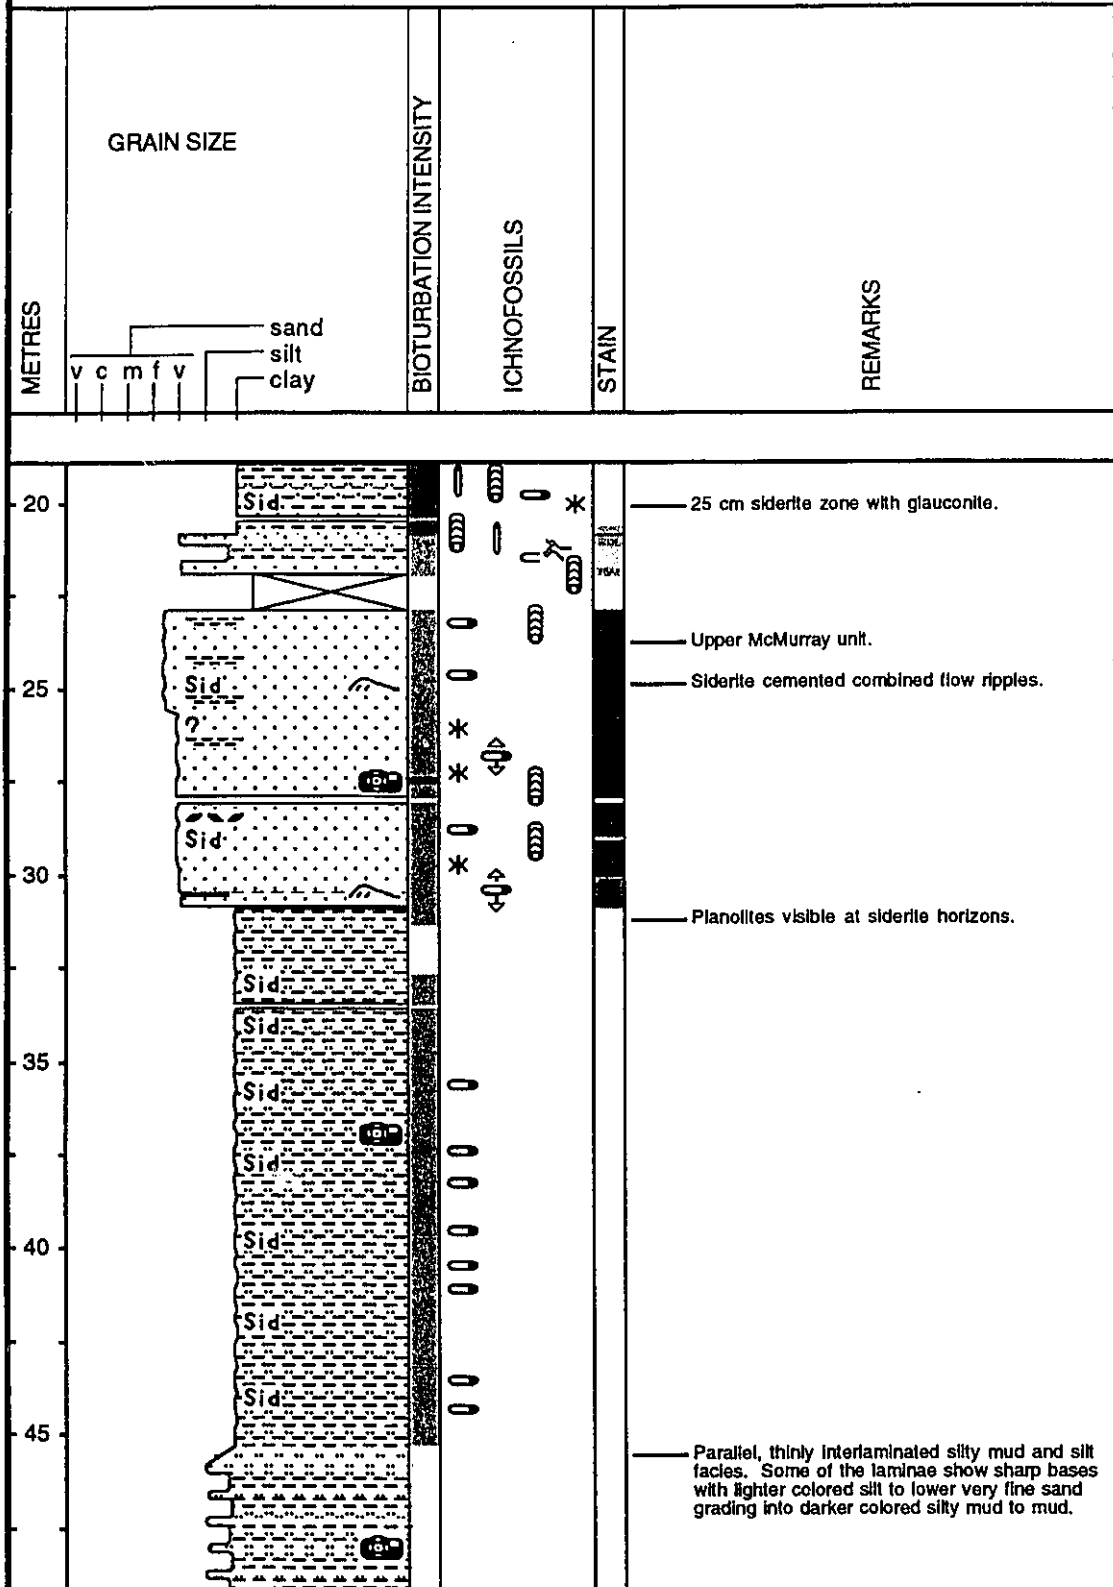 GRAIN SIZE
METRES
v c m f v
sand
silt
clay
BIOTURBATION INTENSITY
ICHNOFOSSILS
STAIN
REMARKS
20
Sid
25 cm siderite zone with glauconite.
Upper McMurray unit.
25
Sid
Siderite cemented combined flow ripples.
?
Sid
30
Planolites visible at siderite horizons.
Sid
Sid
35
Sid
Sid
40
Sid
Sid
Sid
45
Parallel, thinly interlaminated silty mud and silt
facies. Some of the laminae show sharp bases
with lighter colored silt to lower very fine sand
grading into darker colored silty mud to mud.